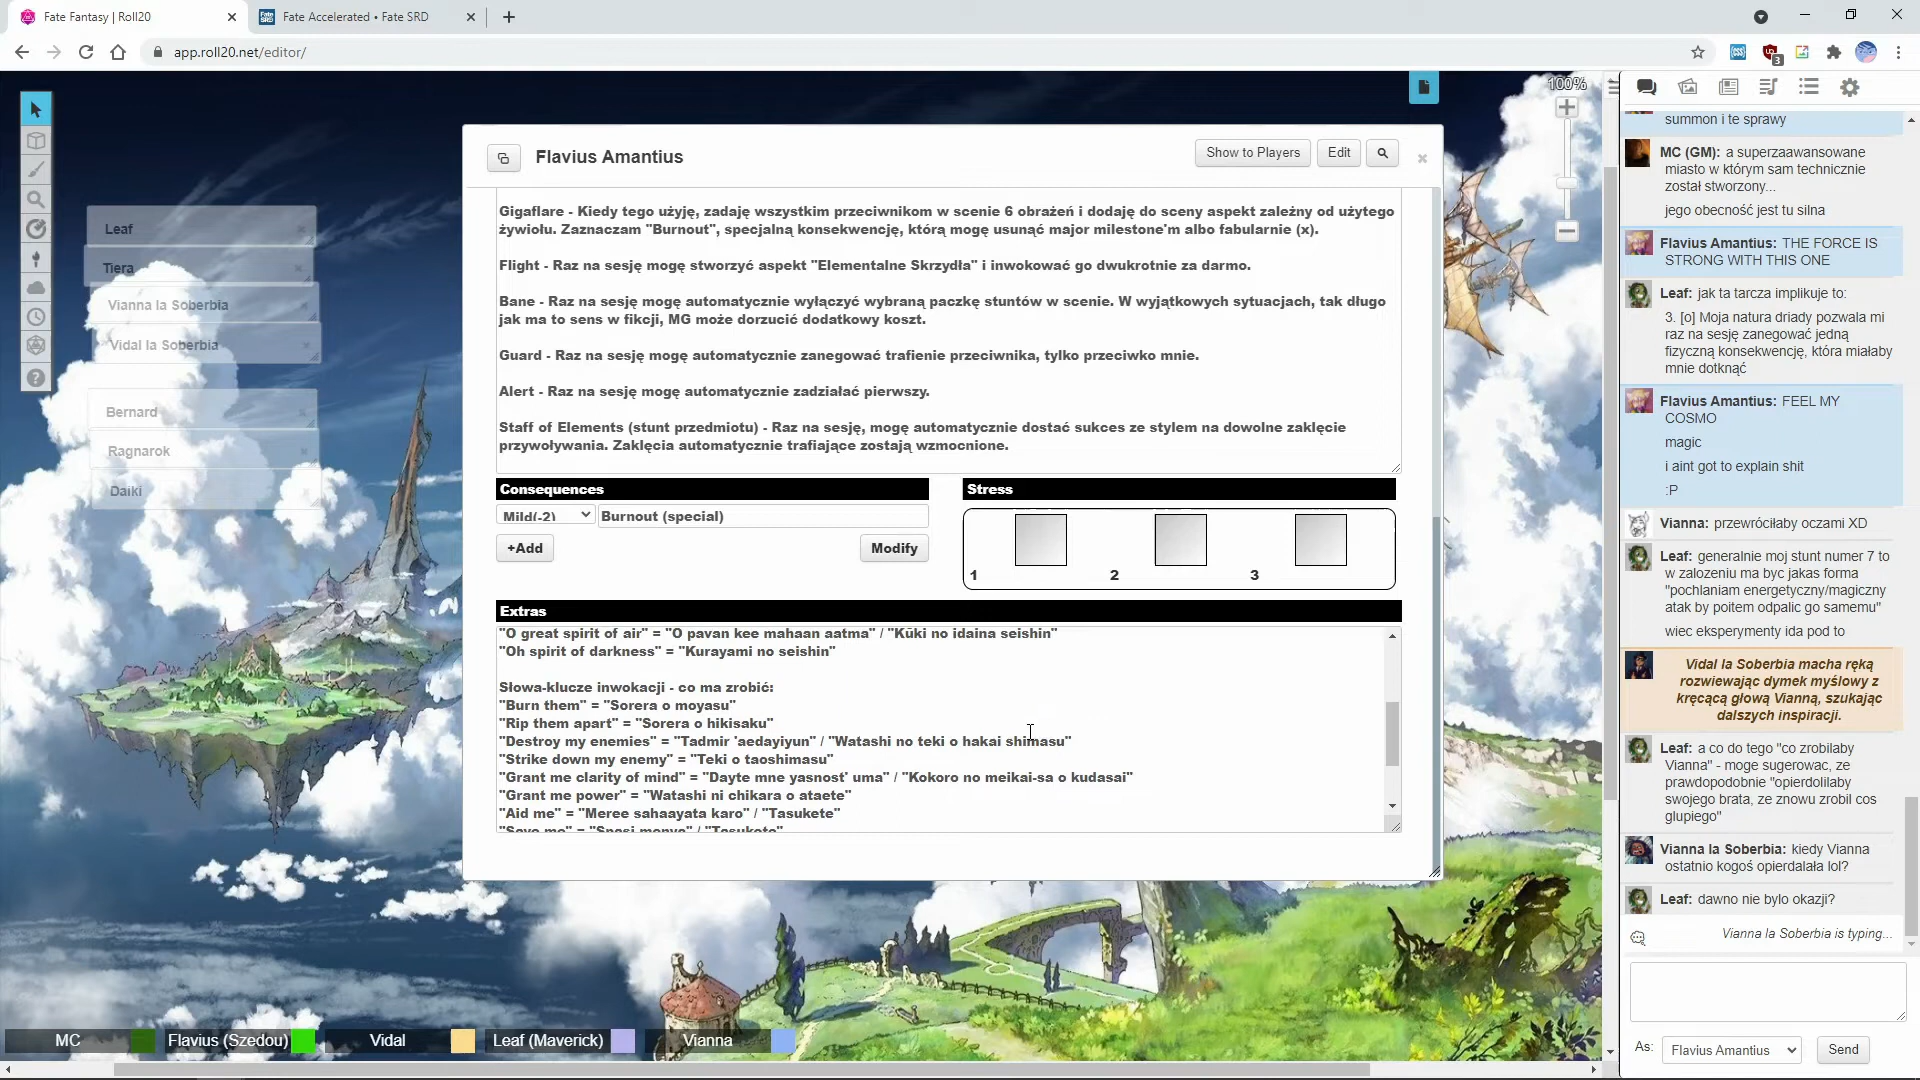 Fate Fantasy | Roll20
Fate Accelerated • Fate SRD
app.roll20.net/editor/
3
100%
Leaf
Tiera
Vianna la Soberbia
Vidal la Soberbia
Bernard
Ragnarok
Daiki
Flavius Amantius
Show to Players
Edit
Gigaflare - Kiedy tego użyję, zadaję wszystkim przeciwnikom w scenie 6 obrażeń i dodaję do sceny aspekt zależny od użytego
żywiołu. Zaznaczam "Burnout", specjalną konsekwencję, którą mogę usunąć major milestone'm albo fabularnie (x).
Flight - Raz na sesję mogę stworzyć aspekt "Elementalne Skrzydła" i inwokować go dwukrotnie za darmo.
Bane - Raz na sesję mogę automatycznie wyłączyć wybraną paczkę stuntów w scenie. W wyjątkowych sytuacjach, tak długo
jak ma to sens w fikcji, MG może dorzucić dodatkowy koszt.
Guard - Raz na sesję mogę automatycznie zanegować trafienie przeciwnika, tylko przeciwko mnie.
Alert - Raz na sesję mogę automatycznie zadziałać pierwszy.
Staff of Elements (stunt przedmiotu) - Raz na sesję, mogę automatycznie dostać sukces ze stylem na dowolne zaklęcie
przywoływania. Zaklęcia automatycznie trafiające zostają wzmocnione.
Consequences
Mild(-2)
Burnout (special)
+Add
Modify
Stress
1
2
3
Extras
"O great spirit of air" = "O pavan kee mahaan aatma" / "Kūki no idaina seishin"
"Oh spirit of darkness" = "Kurayami no seishin"
Słowa-klucze inwokacji - co ma zrobić:
"Burn them" = "Sorera o moyasu"
"Rip them apart" = "Sorera o hikisaku"
"Destroy my enemies" = "Tadmir 'aedayiyun" / "Watashi no teki o hakai shimasu"
"Strike down my enemy" = "Teki o taoshimasu"
"Grant me clarity of mind" = "Dayte mne yasnost' uma" / "Kokoro no meikai-sa o kudasai"
"Grant me power" = "Watashi ni chikara o ataete"
"Aid me" = "Meree sahaayata karo" / "Tasukete"
"Save me" = "Spasi menya" / "Tasukete"
summon i te sprawy
MC (GM): a superzaawansowane
miasto w którym sam technicznie
został stworzony...
jego obecność jest tu silna
Flavius Amantius: THE FORCE IS
STRONG WITH THIS ONE
Leaf: jak ta tarcza implikuje to:
3. [o] Moja natura driady pozwala mi
raz na sesję zanegować jedną
fizyczną konsekwencję, która miałaby
mnie dotknąć
Flavius Amantius: FEEL MY
COSMO
magic
i aint got to explain shit
:P
Vianna: przewróciłaby oczami XD
Leaf: generalnie moj stunt numer 7 to
w zalozeniu ma byc jakas forma
"pochlaniam energetyczny/magiczny
atak by poitem odpalic go samemu"
wiec eksperymenty ida pod to
Vidal la Soberbia macha ręką
rozwiewając dymek myślowy z
kręcącą głową Vianną, szukając
dalszych inspiracji.
Leaf: a co do tego "co zrobilaby
Vianna" - moge sugerowac, ze
prawdopodobnie "opierdolilaby
swojego brata, ze znowu zrobil cos
glupiego"
Vianna la Soberbia: kiedy Vianna
ostatnio kogoś opierdalała lol?
Leaf: dawno nie bylo okazji?
Vianna la Soberbia is typing...
As:
Flavius Amantius
Send
MC
Flavius (Szedou)
Vidal
Leaf (Maverick)
Vianna